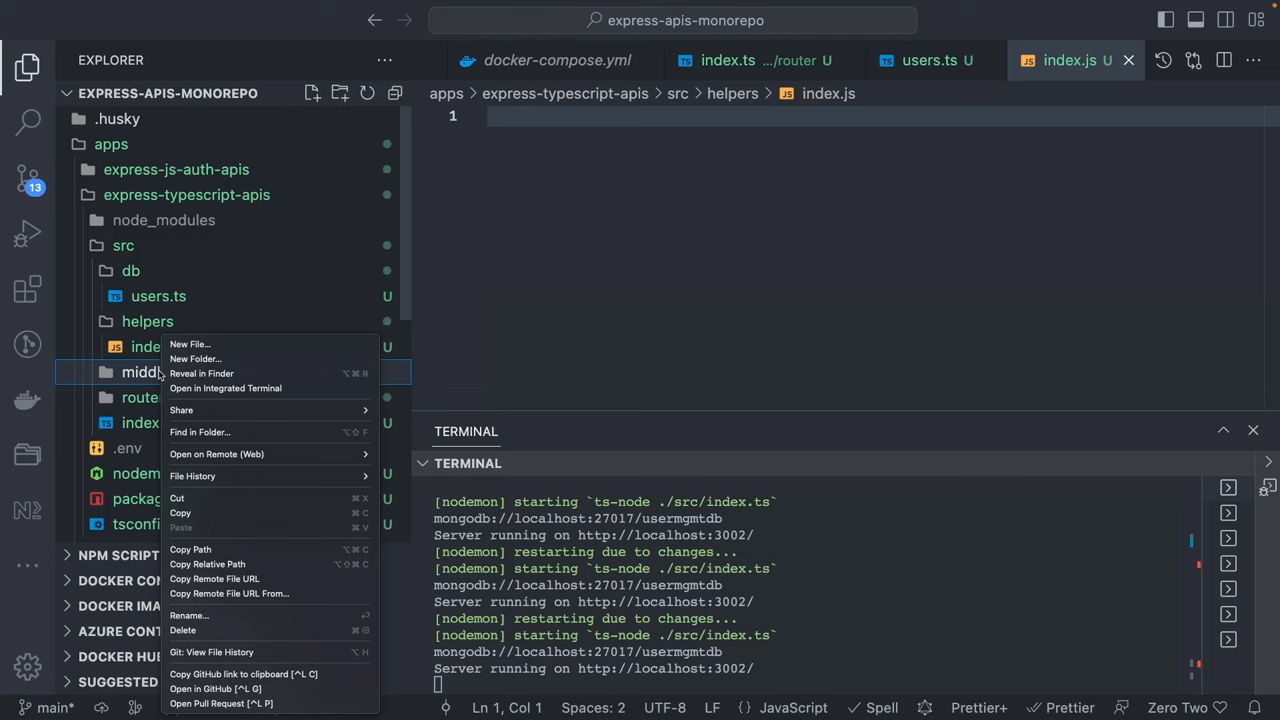 express-apis-monorepo
EXPLORER
docker-compose.yml
TS index.ts .../router U
TS users.ts U
JS index.js U
EXPRESS-APIS-MONOREPO
apps > express-typescript-apis > src > helpers > JS index.js
1
.husky
apps
express-js-auth-apis
express-typescript-apis
node_modules
src
13
db
TS users.ts U
helpers
JS inde
midd
route
TS index
.env
nodem
packag
tsconfi
New File...
New Folder...
Reveal in Finder ⌥⌘ R
Open in Integrated Terminal
Share
Find in Folder... ⌥⇧ F
Open on Remote (Web)
File History
Cut ⌘ X
Copy ⌘ C
Paste ⌘ V
Copy Path ⌥⌘ C
Copy Relative Path ⌥⇧⌘ C
Copy Remote File URL
Copy Remote File URL From...
Rename...
Delete
Git: View File History ⌥ H
Copy GitHub link to clipboard [^L C]
Open in GitHub [^L G]
Open Pull Request [^L P]
U
U
U
U
NPM SCRIPT
DOCKER CON
DOCKER IMA
AZURE CONT
DOCKER HUB
SUGGESTED
TERMINAL
TERMINAL
[nodemon] starting `ts-node ./src/index.ts`
mongodb://localhost:27017/usermgmtdb
Server running on http://localhost:3002/
[nodemon] restarting due to changes...
[nodemon] starting `ts-node ./src/index.ts`
mongodb://localhost:27017/usermgmtdb
Server running on http://localhost:3002/
[nodemon] restarting due to changes...
[nodemon] starting `ts-node ./src/index.ts`
mongodb://localhost:27017/usermgmtdb
Server running on http://localhost:3002/
main* Ln 1, Col 1 Spaces: 2 UTF-8 LF {} JavaScript Spell Prettier+ Prettier Zero Two